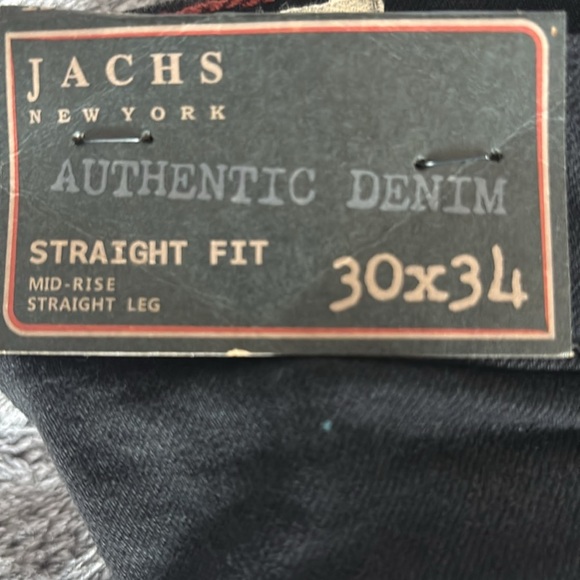 JACHS
NEW YORK
AUTHENTIC DENIM
STRAIGHT FIT
MID-RISE
STRAIGHT LEG
30x34